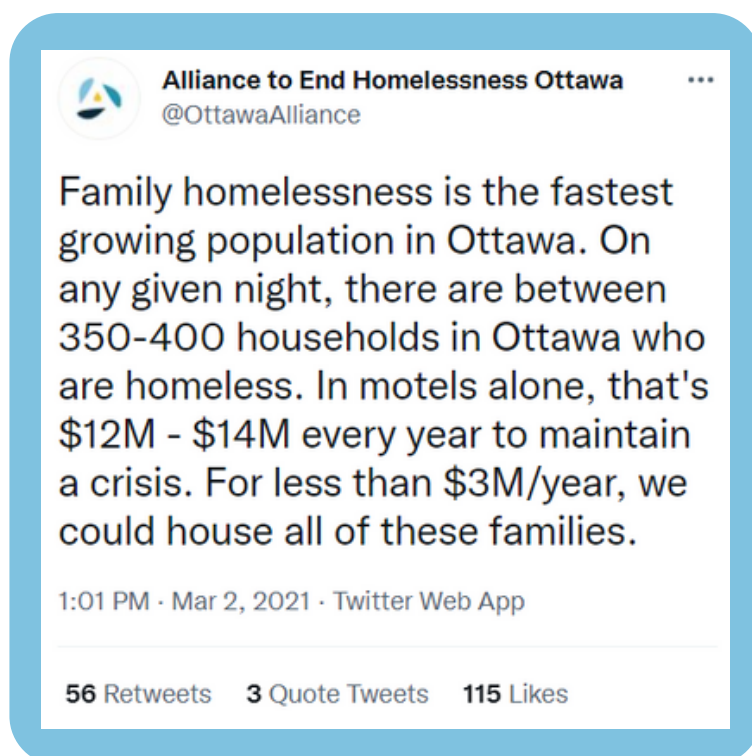 Alliance to End Homelessness Ottawa
@OttawaAlliance
Family homelessness is the fastest
growing population in Ottawa. On
any given night, there are between
350-400 households in Ottawa who
are homeless. In motels alone, that's
$12M - $14M every year to maintain
a crisis. For less than $3M/year, we
could house all of these families.
1:01 PM · Mar 2, 2021 · Twitter Web App
56 Retweets 3 Quote Tweets 115 Likes